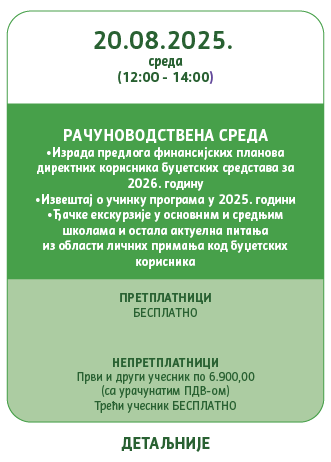 20.08.2025.
среда
(12:00 - 14:00)
РАЧУНОВОДСТВЕНА СРЕДА
•Израда предлога финансијских планова
директних корисника буџетских средстава за
2026. годину
•Извештај о учинку програма у 2025. години
•Ђачке екскурзије у основним и средњим
школама и остала актуелна питања
из области личних примања код буџетских
корисника
ПРЕТПЛАТНИЦИ
БЕСПЛАТНО
НЕПРЕТПЛАТНИЦИ
Први и други учесник по 6.900,00
(са урачунатим ПДВ-ом)
Трећи учесник БЕСПЛАТНО
ДЕТАЉНИЈЕ